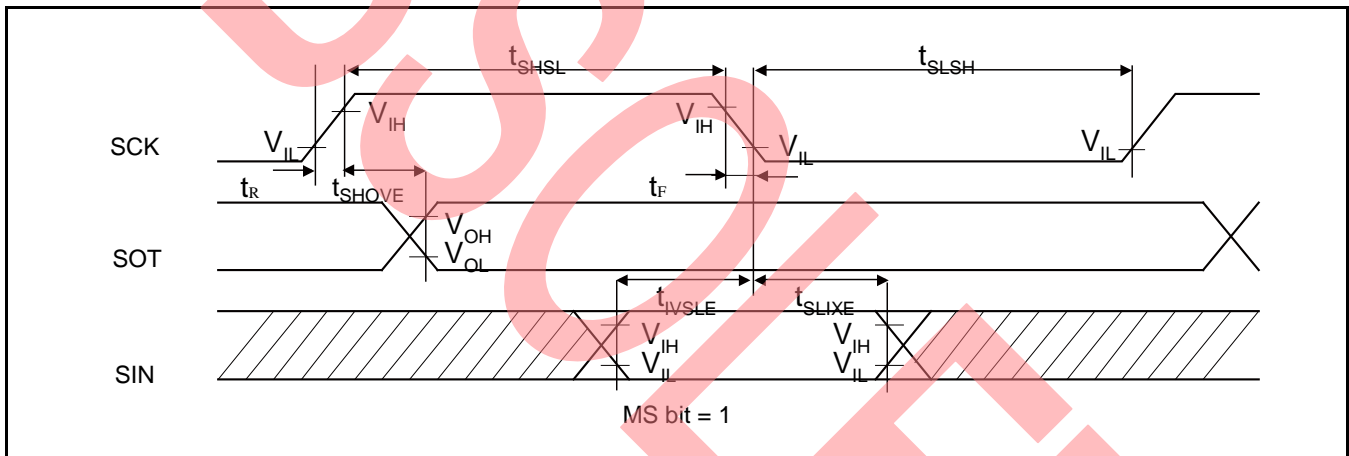 tSHSL tSLSH
VIH VIH
SCK VIL VIL VIL
tR tSHOVE tF
VOH
SOT VOL
tIVSLE tSLIXE
VIH VIH
SIN VIL VIL
MS bit = 1